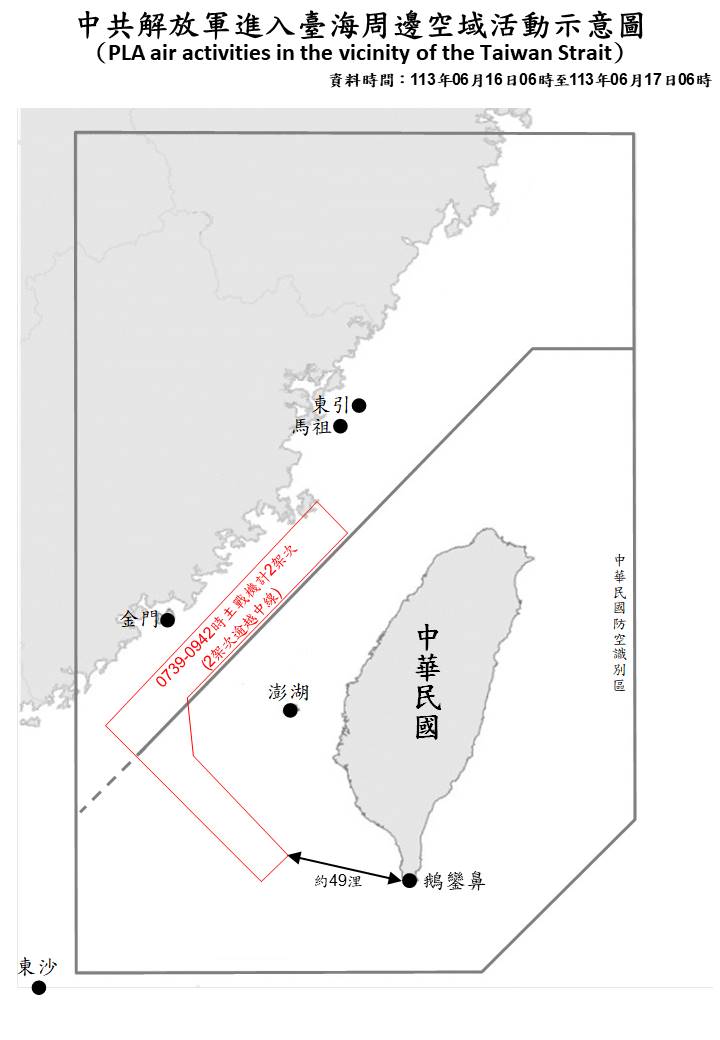 中共解放軍進入臺海周邊空域活動示意圖
（PLA air activities in the vicinity of the Taiwan Strait）
資料時間：113年06月16日06時至113年06月17日06時
東引
馬祖
中華民國防空識別區
0739-0942時主戰機計2架次
(2架次逾越中線)
金門
中華民國
澎湖
約49浬
鵝鑾鼻
東沙